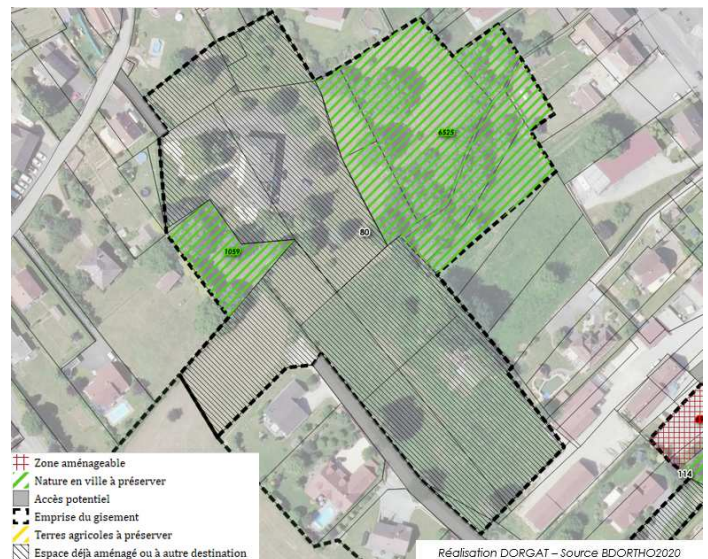 6525
80
1059
114
Zone aménageable
Nature en ville à préserver
Accès potentiel
Emprise du gisement
Terres agricoles à préserver
Espace déjà aménagé ou à autre destination
Réalisation DORGAT – Source BDORTHO2020